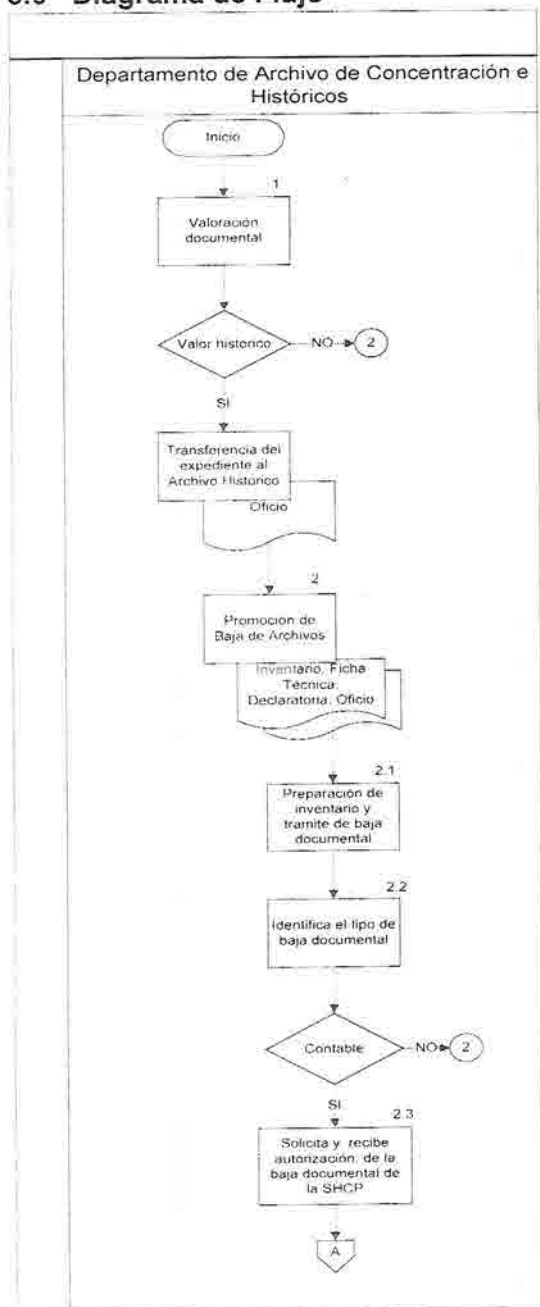 Diagrama de Flujo
Departamento de Archivo de Concentración e
Históricos
Inicio
1
Valoración
documental
Valor historico
NO
2
SI
Transferencia del
expediente al
Archivo Historico
Oficio
2
Promocion de
Baja de Archivos
Inventario, Ficha
Técnica,
Declaratoria, Oficio
2.1
Preparación de
inventario y
tramite de baja
documental
2.2
Identifica el tipo de
baja documental
Contable
NO
2
SI
2.3
Solicita y recibe
autorización, de la
baja documental de
la SHCP
A